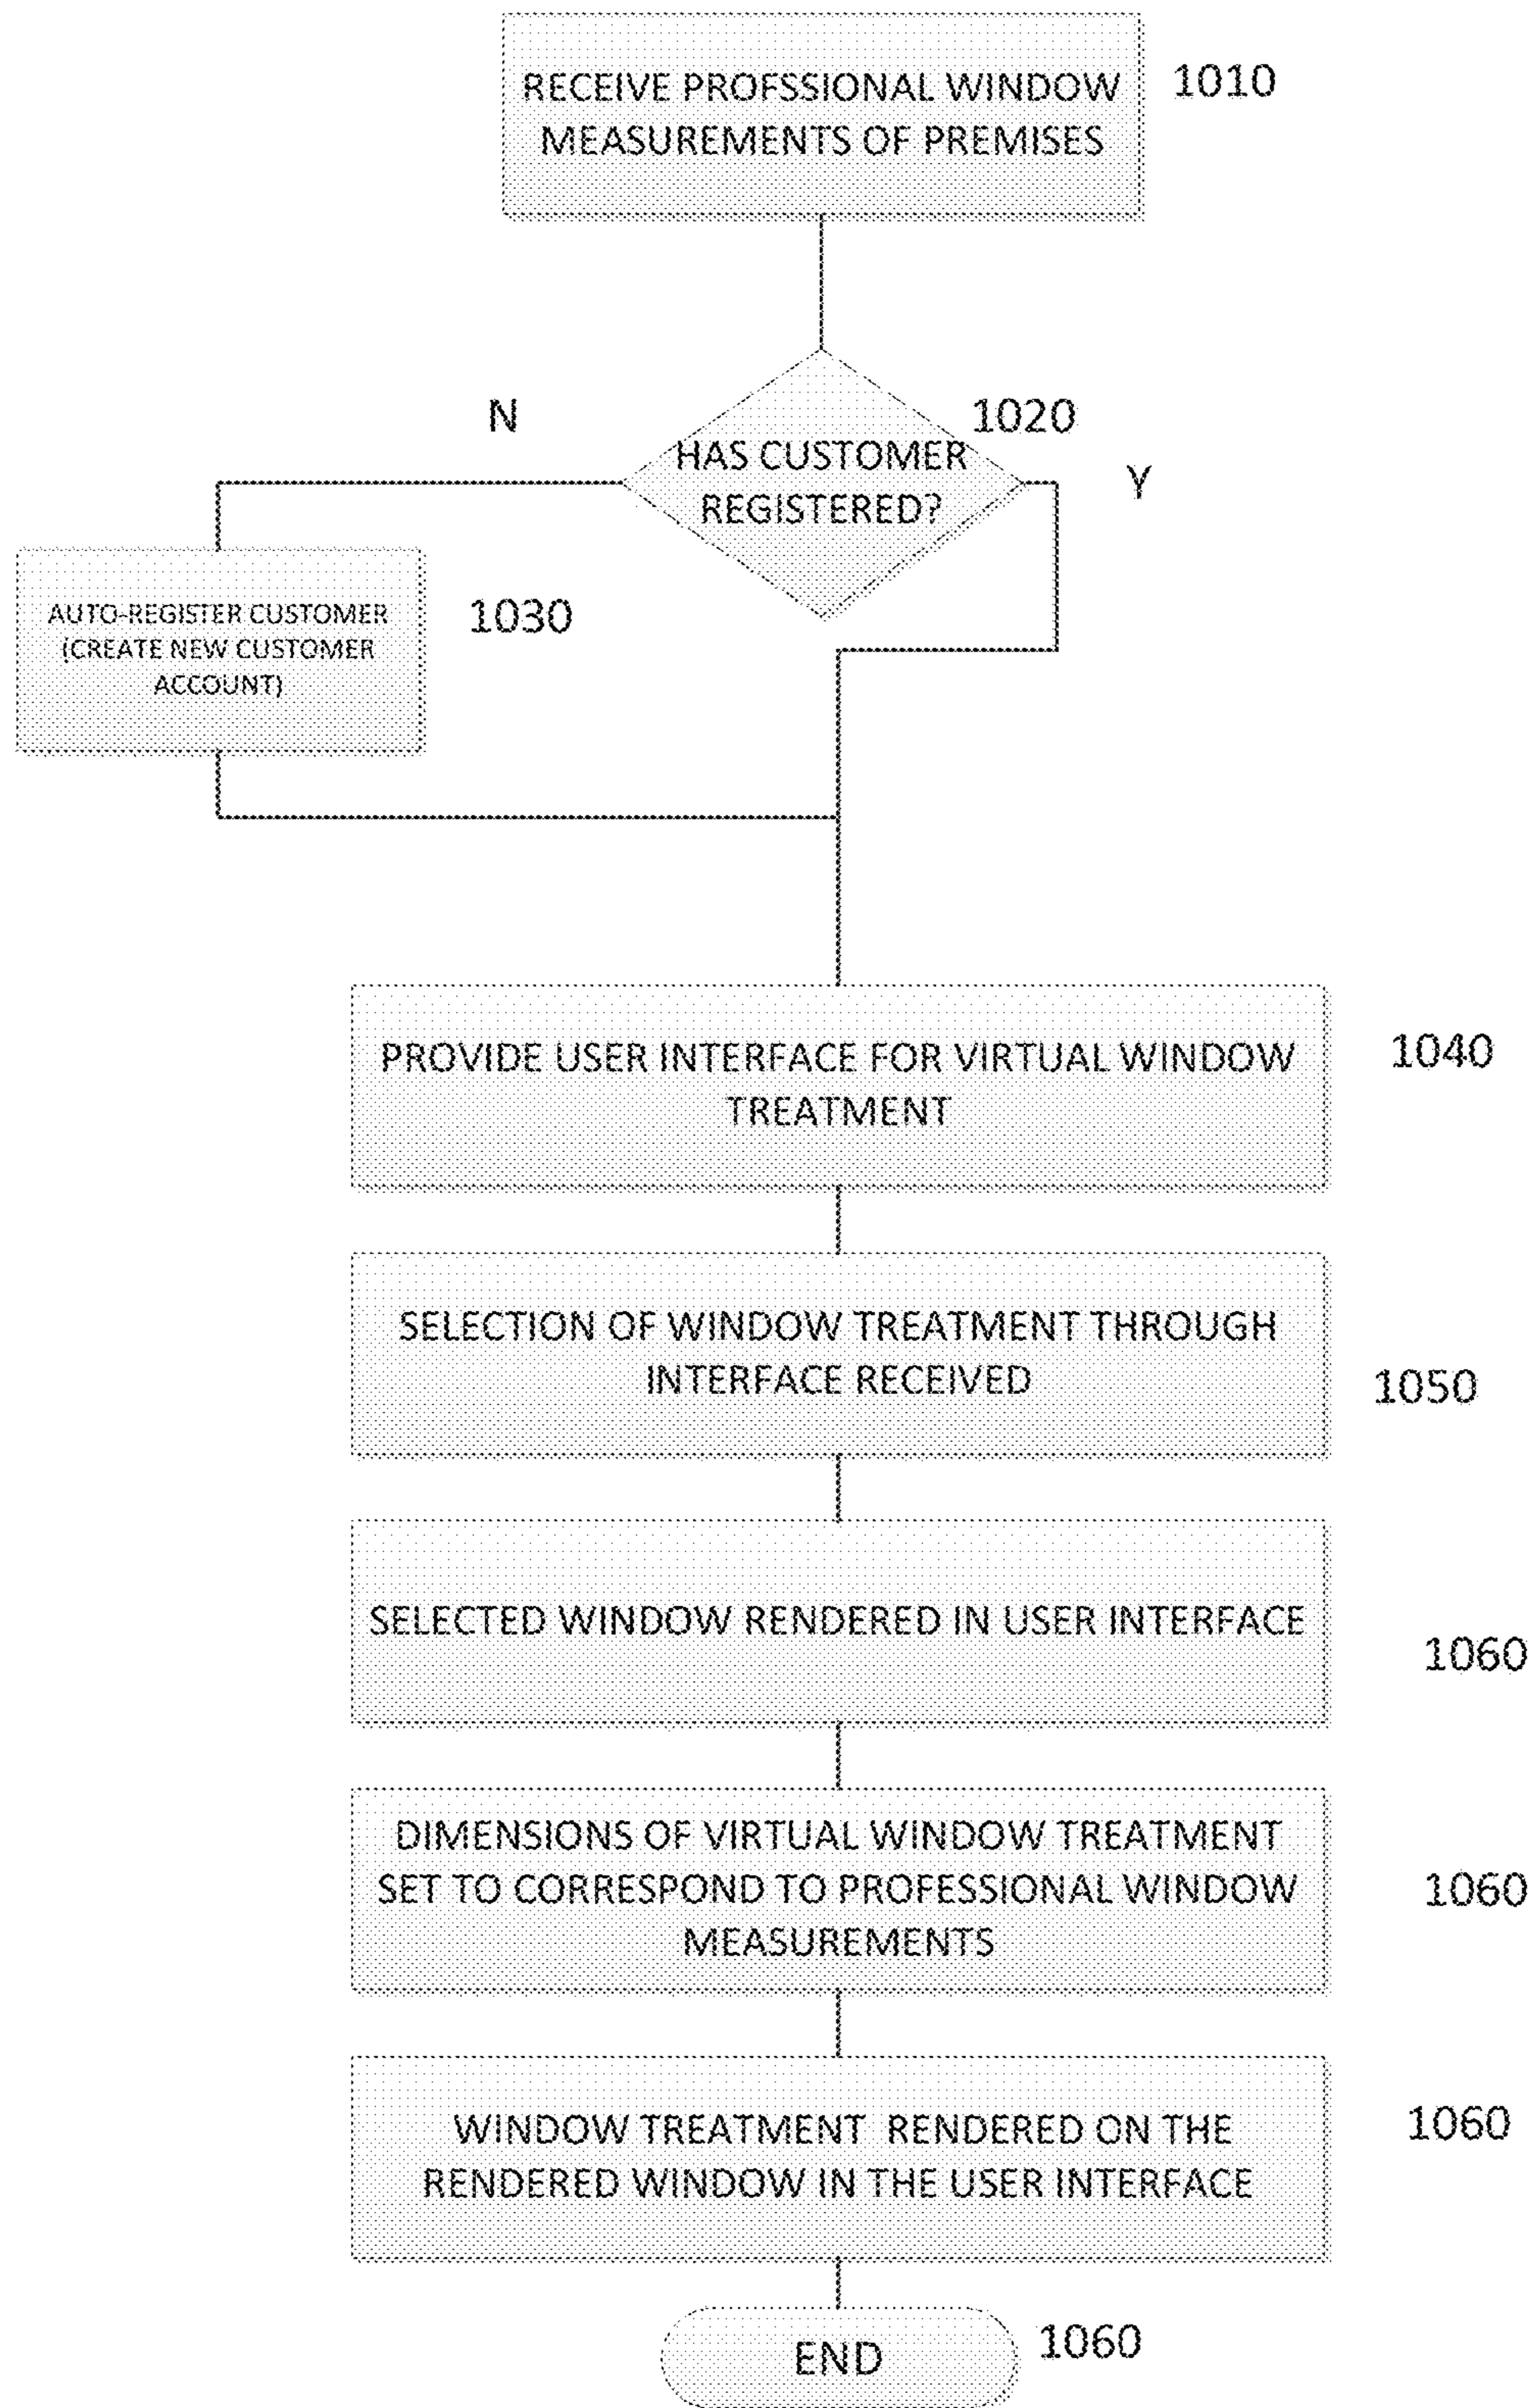 RECEIVE PROFSSIONAL WINDOW
MEASUREMENTS OF PREMISES
1010
N
1020
HAS CUSTOMER
REGISTERED?
Y
AUTO-REGISTER CUSTOMER
(CREATE NEW CUSTOMER
ACCOUNT)
1030
PROVIDE USER INTERFACE FOR VIRTUAL WINDOW
TREATMENT
1040
SELECTION OF WINDOW TREATMENT THROUGH
INTERFACE RECEIVED
1050
SELECTED WINDOW RENDERED IN USER INTERFACE
1060
DIMENSIONS OF VIRTUAL WINDOW TREATMENT
SET TO CORRESPOND TO PROFESSIONAL WINDOW
MEASUREMENTS
1060
WINDOW TREATMENT RENDERED ON THE
RENDERED WINDOW IN THE USER INTERFACE
1060
END
1060